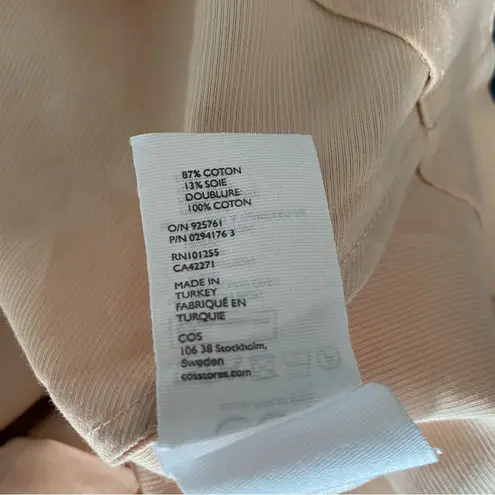 87% COTON
13% SOIE
DOUBLURE:
100% COTON
O/N 925761
P/N 0294176 3
RN101255
CA42271
MADE IN
TURKEY
FABRIQUÉ EN
TURQUIE
COS
106 38 Stockholm,
Sweden
cosstores.com